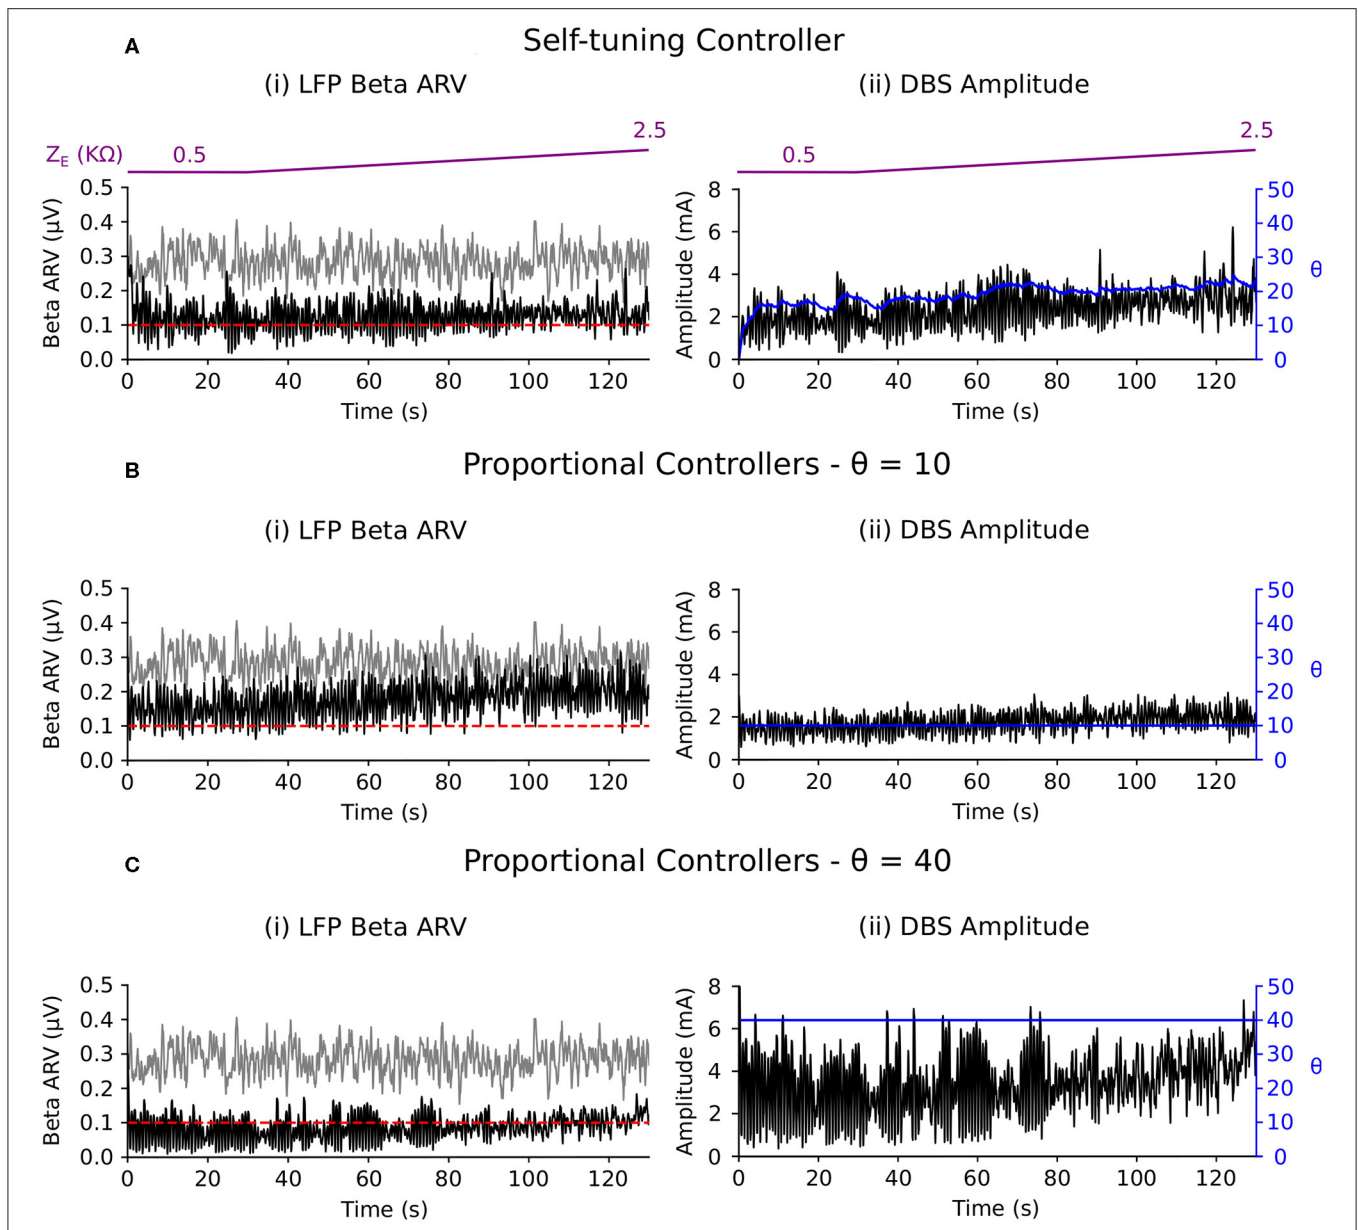 A
Self-tuning Controller
(i) LFP Beta ARV
(ii) DBS Amplitude
Z_E (KΩ)
0.5
2.5
0.5
2.5
Beta ARV (μV)
0.5
0.4
0.3
0.2
0.1
0.0
0 20 40 60 80 100 120
Time (s)
Amplitude (mA)
8
6
4
2
0
0 20 40 60 80 100 120
Time (s)
50
40
30
20
10
0
θ
B
Proportional Controllers - θ = 10
(i) LFP Beta ARV
(ii) DBS Amplitude
Beta ARV (μV)
0.5
0.4
0.3
0.2
0.1
0.0
0 20 40 60 80 100 120
Time (s)
Amplitude (mA)
8
6
4
2
0
0 20 40 60 80 100 120
Time (s)
50
40
30
20
10
0
θ
C
Proportional Controllers - θ = 40
(i) LFP Beta ARV
(ii) DBS Amplitude
Beta ARV (μV)
0.5
0.4
0.3
0.2
0.1
0.0
0 20 40 60 80 100 120
Time (s)
Amplitude (mA)
8
6
4
2
0
0 20 40 60 80 100 120
Time (s)
50
40
30
20
10
0
θ